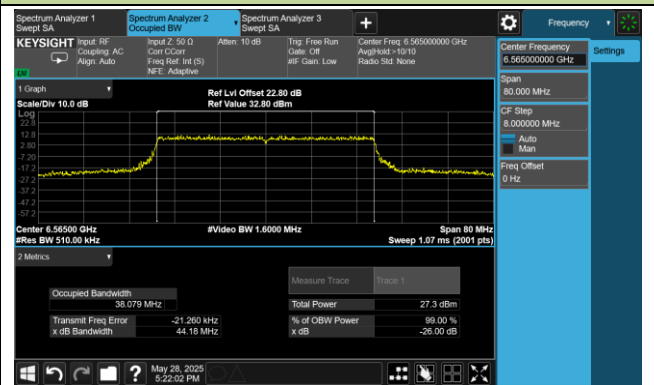 Spectrum Analyzer 1
Swept SA
Spectrum Analyzer 2
Occupied BW
Spectrum Analyzer 3
Swept SA
Frequency
KEYSIGHT
Input: RF
Coupling: AC
Align: Auto
Input Z: 50 Ω
Corr CCorr
Freq Ref: Int (S)
NFE: Adaptive
Atten: 10 dB
Trig: Free Run
Gate: Off
#IF Gain: Low
Center Freq: 6.565000000 GHz
Avg|Hold:>10/10
Radio Std: None
LXI
Center Frequency
6.565000000 GHz
Settings
Span
80.000 MHz
CF Step
8.000000 MHz
Auto
Man
Freq Offset
0 Hz
1 Graph
Scale/Div 10.0 dB
Ref Lvl Offset 22.80 dB
Ref Value 32.80 dBm
Log
22.8
12.8
2.80
-7.20
-17.2
-27.2
-37.2
-47.2
-57.2
Center 6.56500 GHz
#Video BW 1.6000 MHz
Span 80 MHz
#Res BW 510.00 kHz
Sweep 1.07 ms (2001 pts)
2 Metrics
Measure Trace
Trace 1
Occupied Bandwidth
38.079 MHz
Total Power
27.3 dBm
Transmit Freq Error
-21.260 kHz
% of OBW Power
99.00 %
x dB Bandwidth
44.18 MHz
x dB
-26.00 dB
?
May 28, 2025
5:22:02 PM